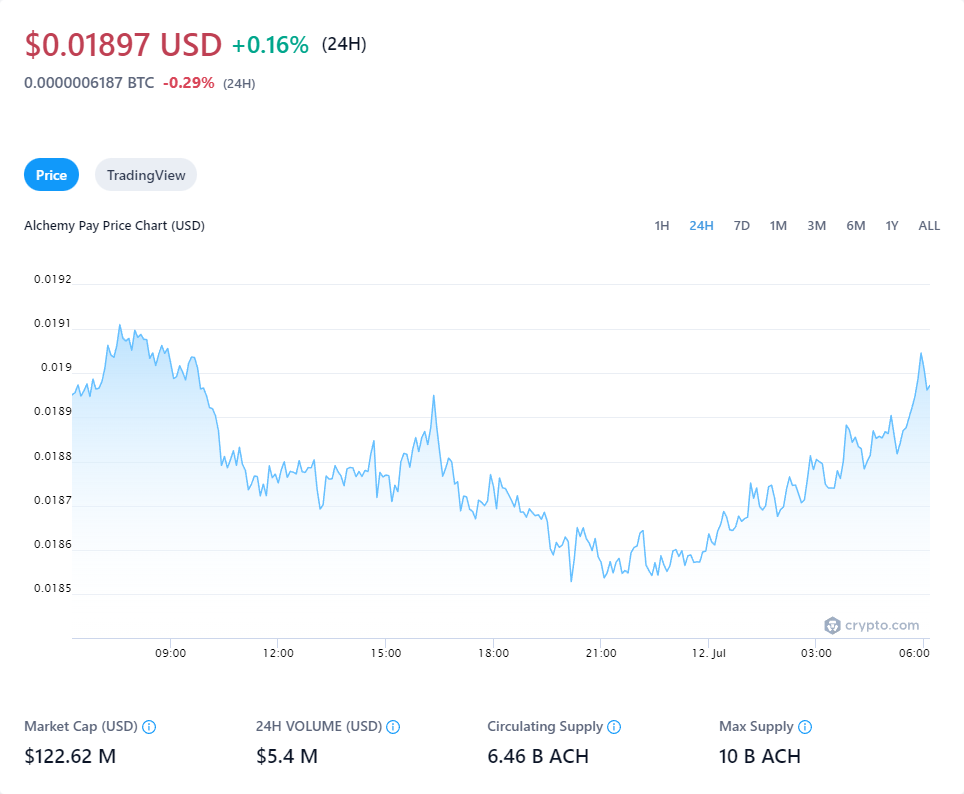 $0.01897 USD +0.16% (24H)
0.0000006187 BTC -0.29% (24H)
Price TradingView
Alchemy Pay Price Chart (USD) 1H 24H 7D 1M 3M 6M 1Y ALL
0.0192
0.0191
0.019
0.0189
0.0188
0.0187
0.0186
0.0185
crypto.com
09:00 12:00 15:00 18:00 21:00 12. Jul 03:00 06:00
Market Cap (USD) 24H VOLUME (USD) Circulating Supply Max Supply
$122.62 M $5.4 M 6.46 B ACH 10 B ACH